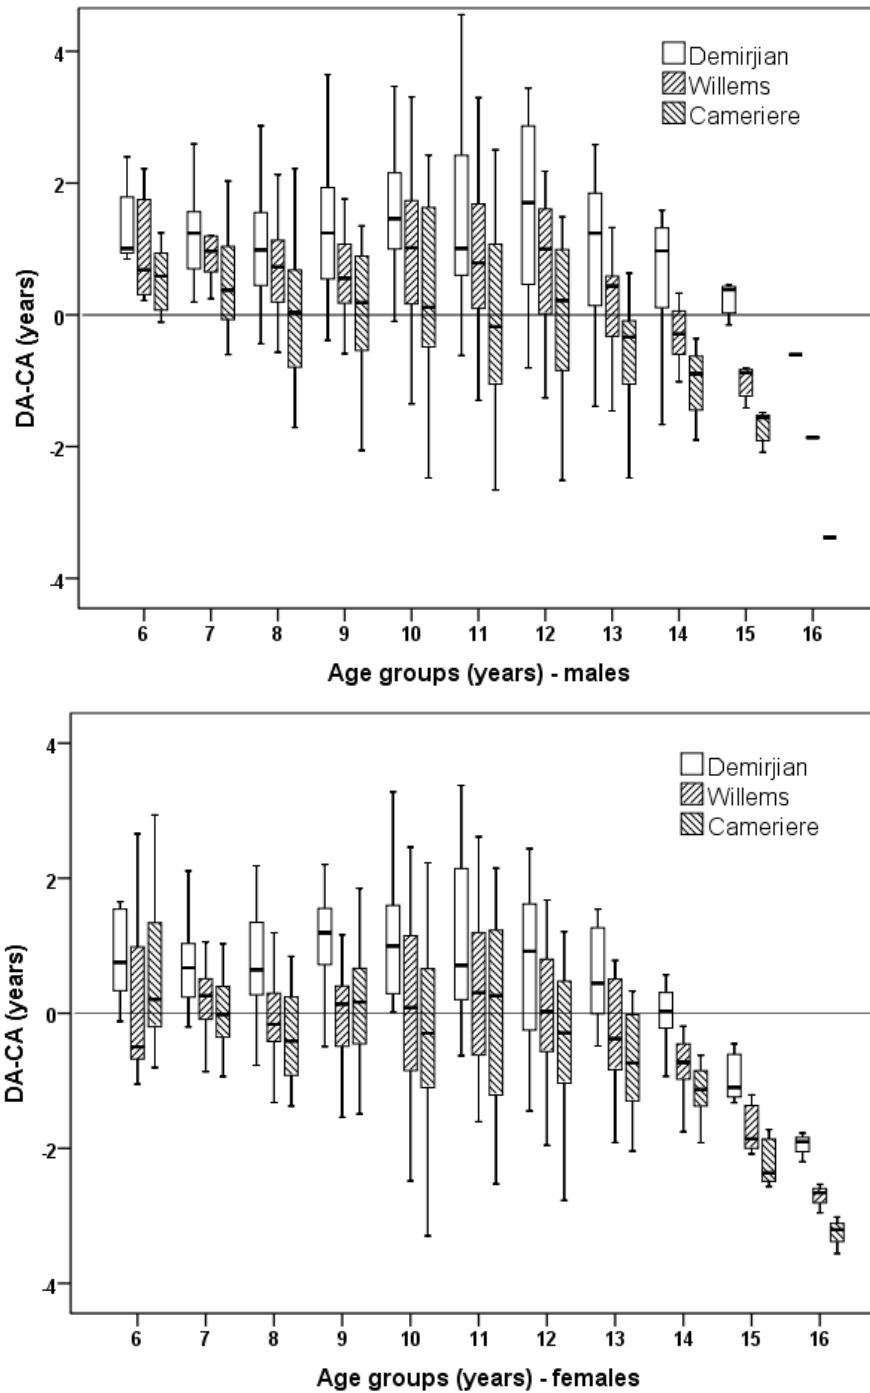 4
2
0
-2
-4
DA-CA (years)
Demirjian
Willems
Cameriere
6 7 8 9 10 11 12 13 14 15 16
Age groups (years) - males
4
2
0
-2
-4
DA-CA (years)
Demirjian
Willems
Cameriere
6 7 8 9 10 11 12 13 14 15 16
Age groups (years) - females